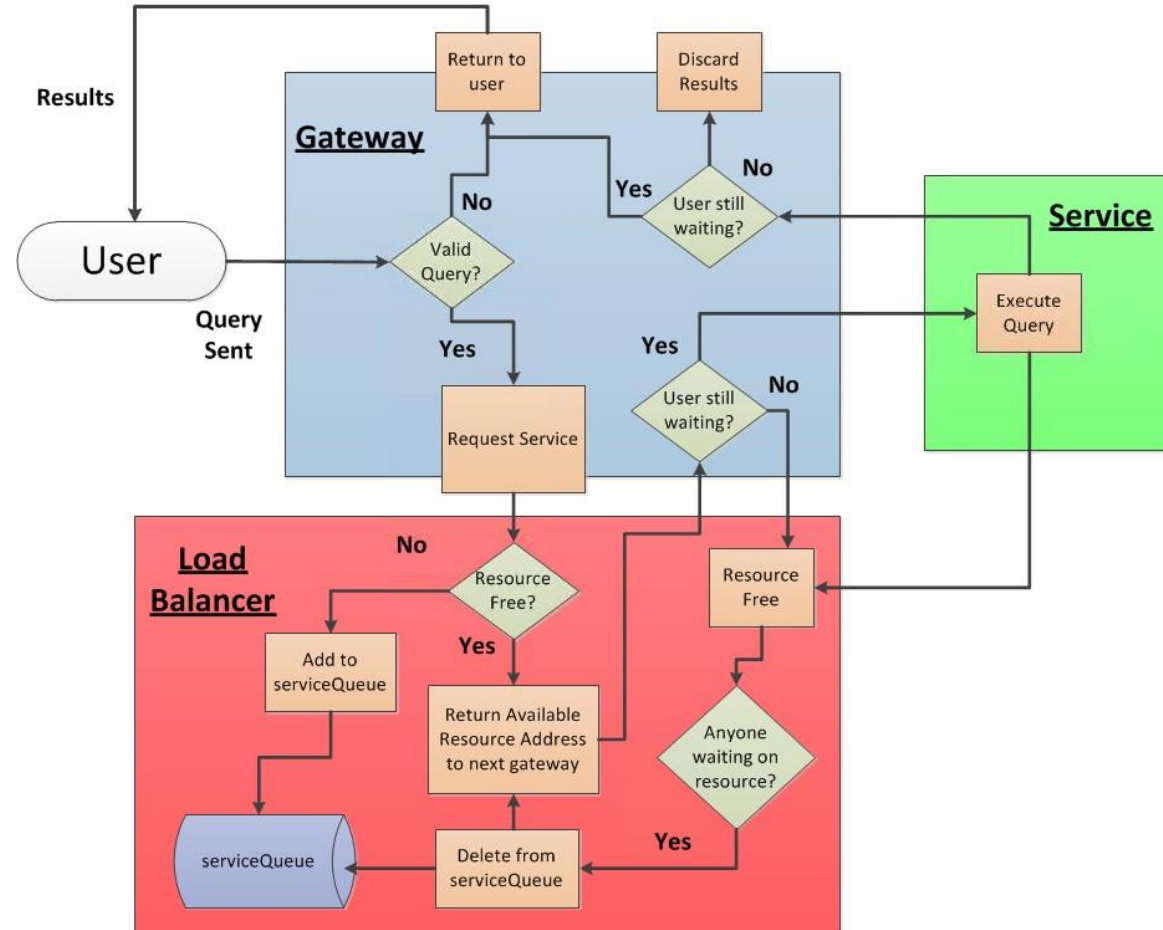 Return to
user
Discard
Results
Results
Gateway
No
Yes
No
User still
waiting?
Service
User
Valid
Query?
Query
Sent
Execute
Query
Yes
Yes
No
User still
waiting?
Request Service
No
Load
Balancer
Resource
Free?
Resource
Free
Yes
Add to
serviceQueue
Return Available
Resource Address
to next gateway
Anyone
waiting on
resource?
Yes
serviceQueue
Delete from
serviceQueue